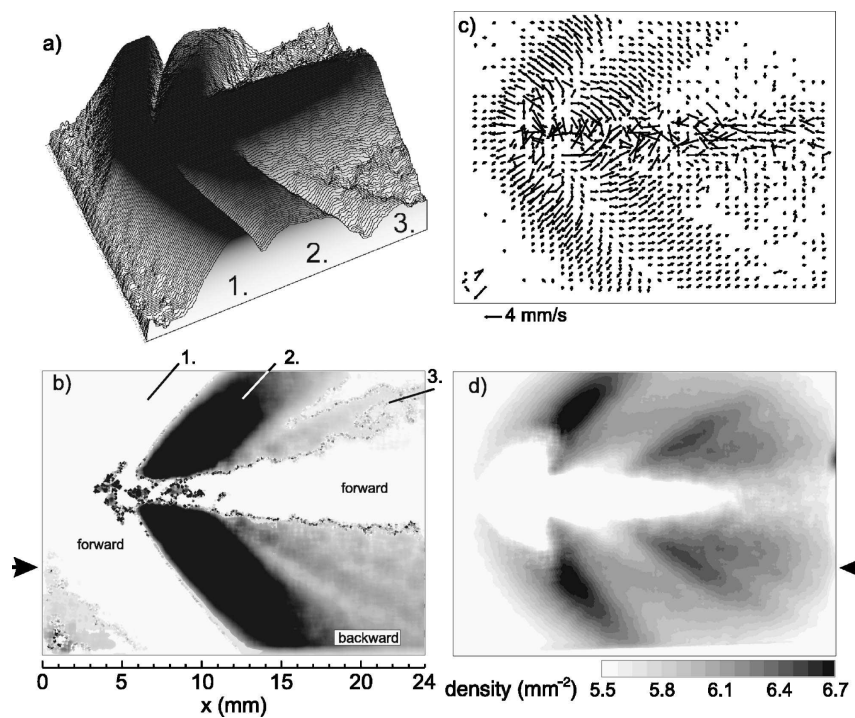 a)
1.
2.
3.
c)
4 mm/s
b)
1.
2.
3.
forward
forward
backward
0 5 10 15 20 24
x (mm)
d)
density (mm⁻²)
5.5 5.8 6.1 6.4 6.7